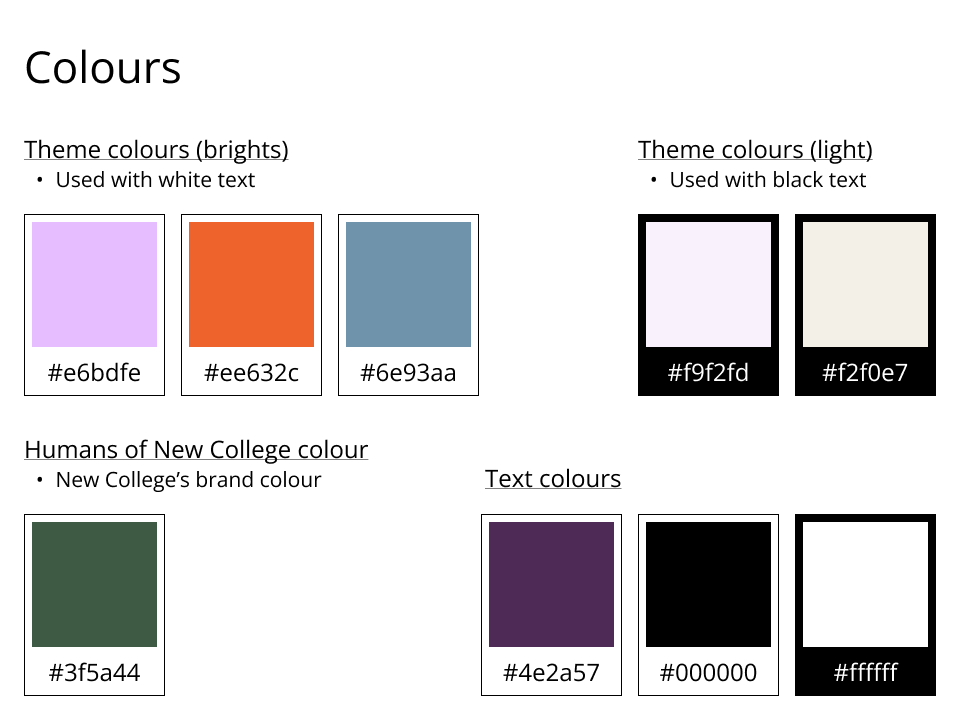 Colours
Theme colours (brights)
• Used with white text
#e6bdfe
#ee632c
#6e93aa
Theme colours (light)
• Used with black text
#f9f2fd
#f2f0e7
Humans of New College colour
• New College’s brand colour
#3f5a44
Text colours
#4e2a57
#000000
#ffffff